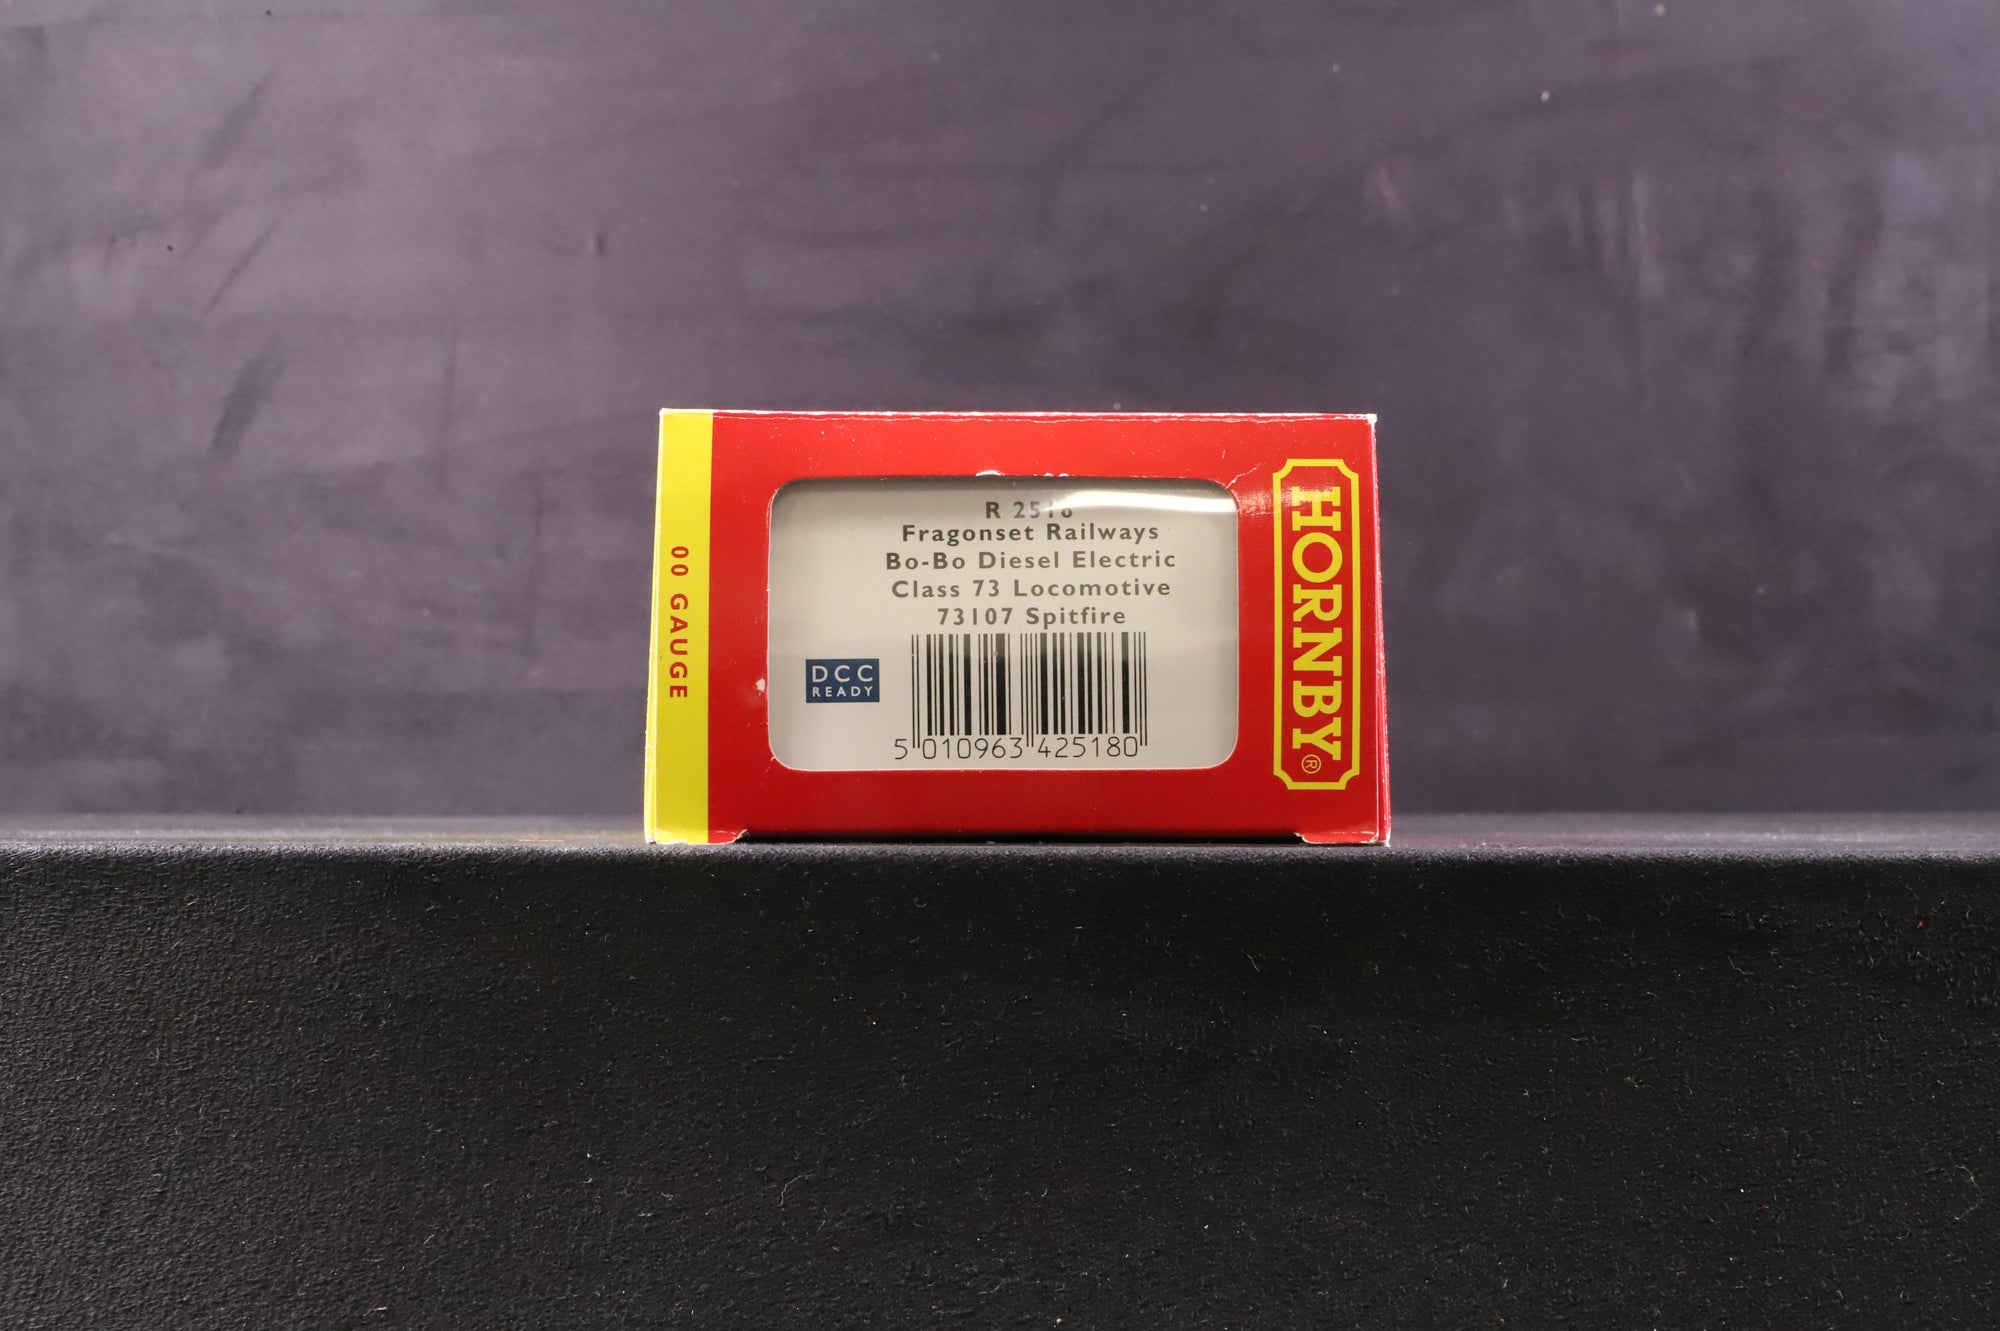 R 2518
Fragonset Railways
Bo-Bo Diesel Electric
Class 73 Locomotive
73107 Spitfire
DCC
READY
5 010963 425180
00 GAUGE
HORNBY®